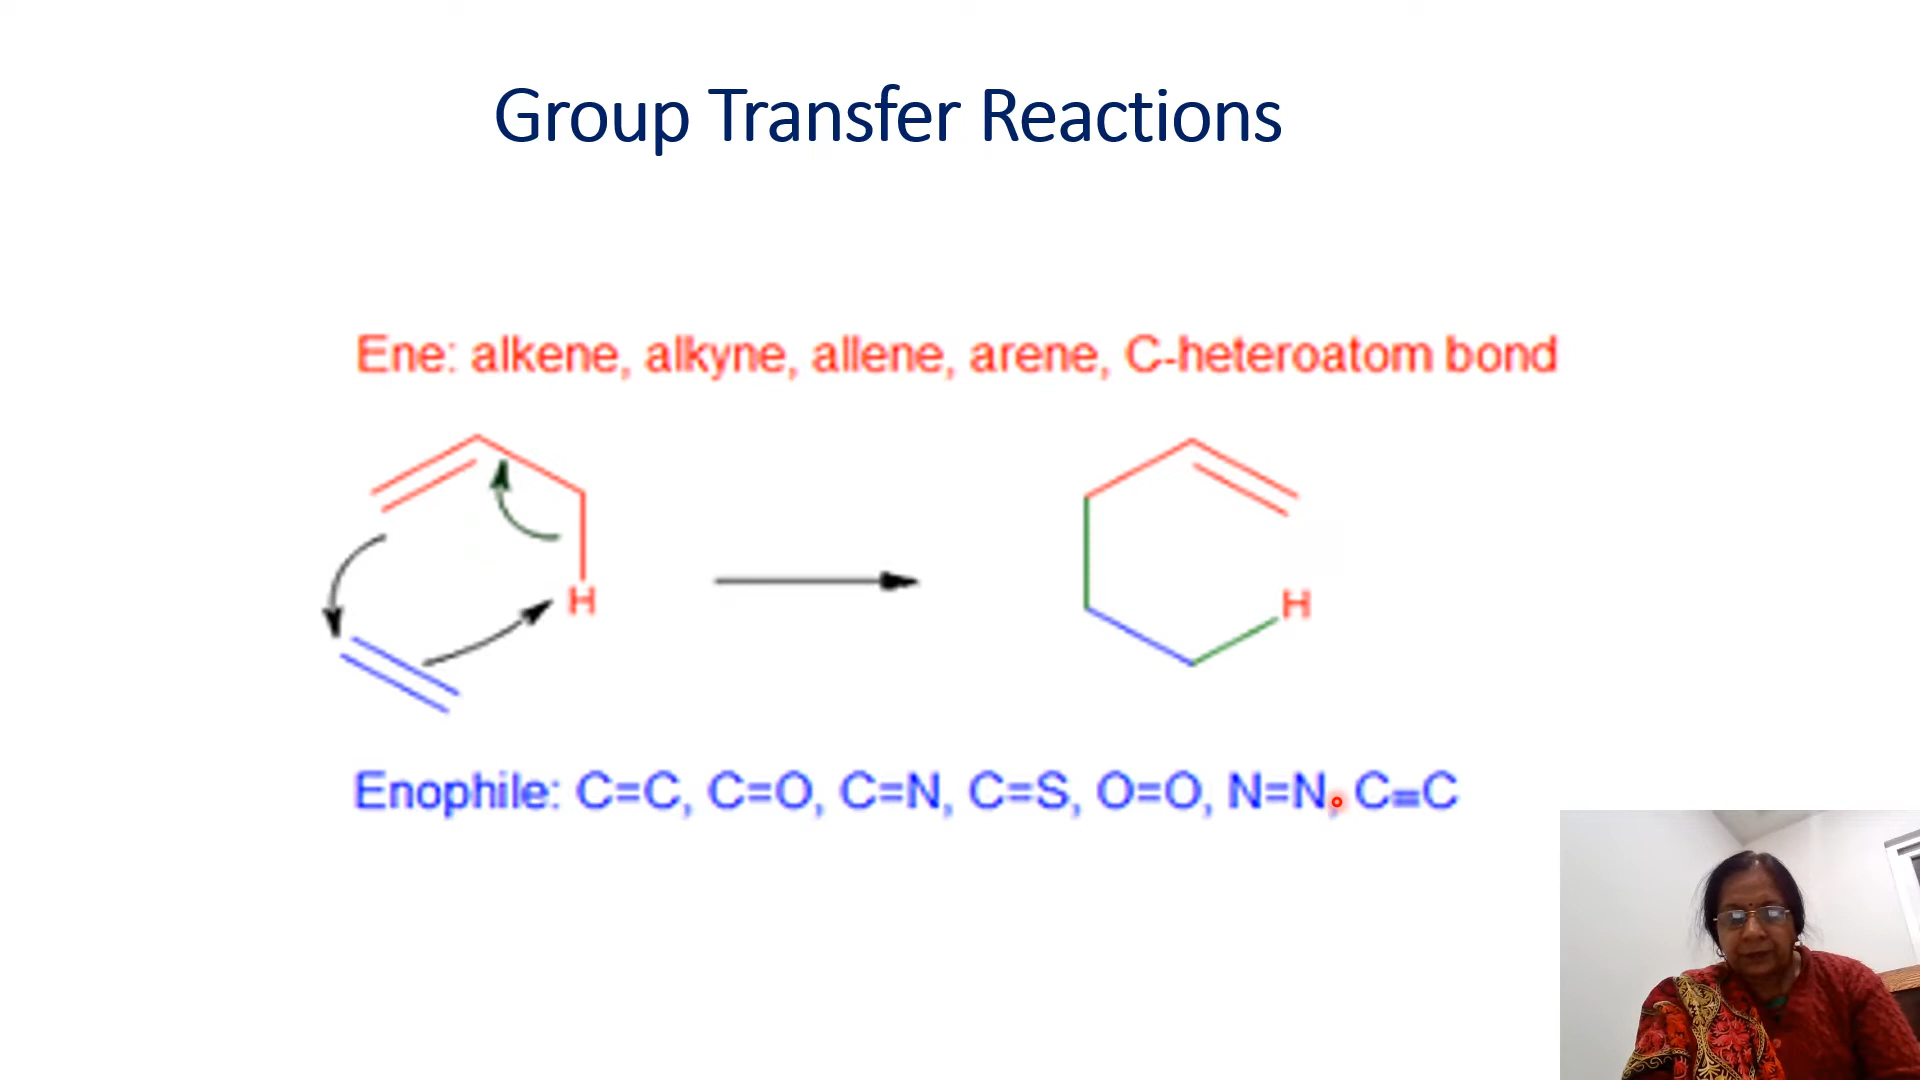 Group Transfer Reactions
Ene: alkene, alkyne, allene, arene, C-heteroatom bond
H
H
Enophile: C=C, C=O, C=N, C=S, O=O, N=N, C≡C